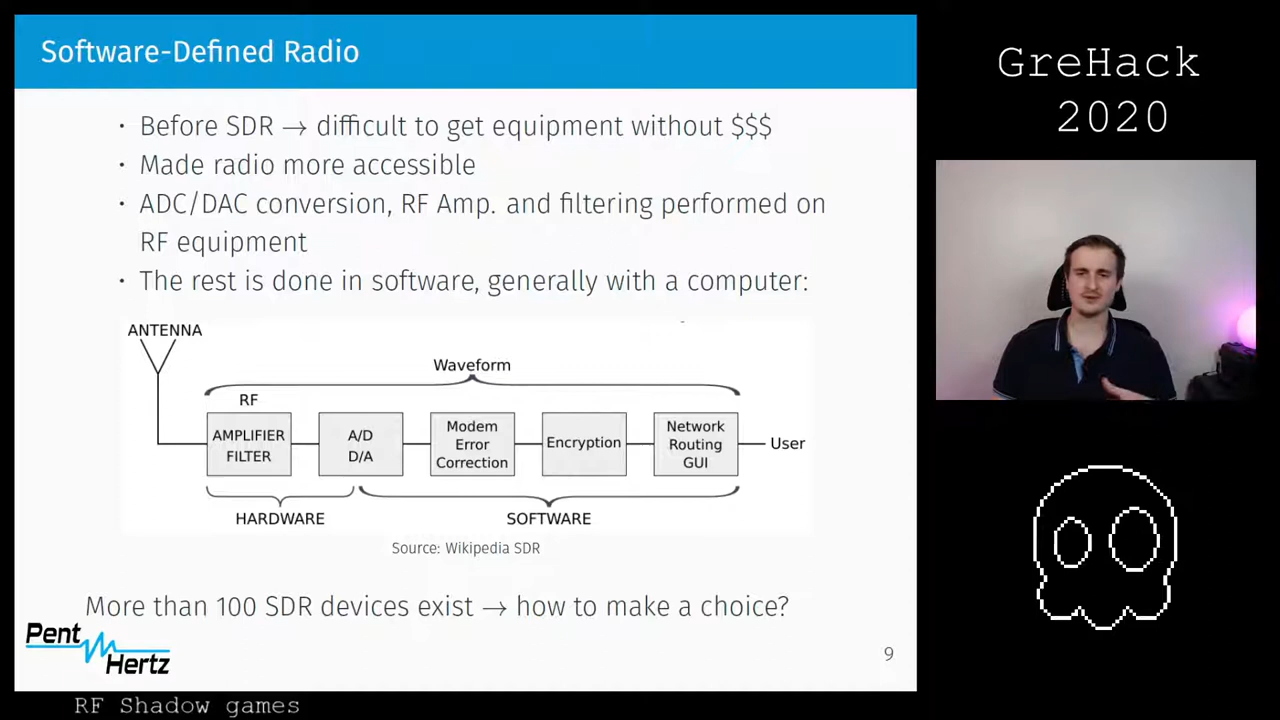 Software-Defined Radio
GreHack
2020
• Before SDR → difficult to get equipment without $$$
• Made radio more accessible
• ADC/DAC conversion, RF Amp. and filtering performed on
RF equipment
• The rest is done in software, generally with a computer:
ANTENNA
Waveform
RF
AMPLIFIER
FILTER
A/D
D/A
Modem
Error
Correction
Encryption
Network
Routing
GUI
User
HARDWARE
SOFTWARE
Source: Wikipedia SDR
More than 100 SDR devices exist → how to make a choice?
Pent
Hertz
9
RF Shadow games